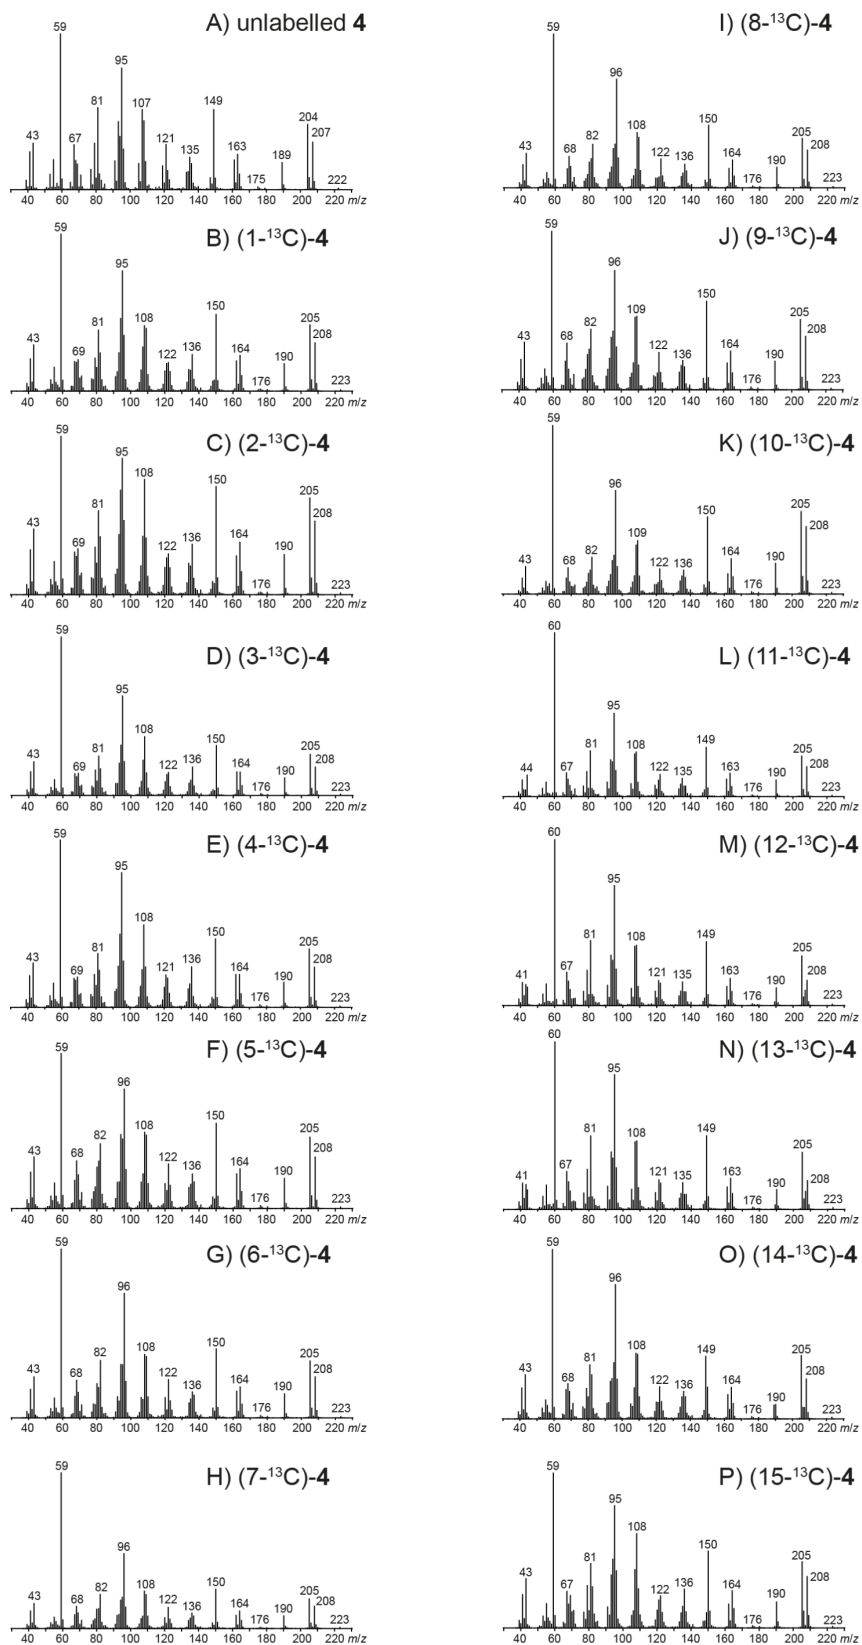 A) unlabelled 4
43 59 67 81 95 107 121 135 149 163 175 189 204 207 222
40 60 80 100 120 140 160 180 200 220 m/z
B) (1-13C)-4
43 59 69 81 95 108 122 136 150 164 176 190 205 208 223
40 60 80 100 120 140 160 180 200 220 m/z
C) (2-13C)-4
43 59 69 81 95 108 122 136 150 164 176 190 205 208 223
40 60 80 100 120 140 160 180 200 220 m/z
D) (3-13C)-4
43 59 69 81 95 108 122 136 150 164 176 190 205 208 223
40 60 80 100 120 140 160 180 200 220 m/z
E) (4-13C)-4
43 59 69 81 95 108 121 136 150 164 176 190 205 208 223
40 60 80 100 120 140 160 180 200 220 m/z
F) (5-13C)-4
43 59 68 82 96 108 122 136 150 164 176 190 205 208 223
40 60 80 100 120 140 160 180 200 220 m/z
G) (6-13C)-4
43 59 68 82 96 108 122 136 150 164 176 190 205 208 223
40 60 80 100 120 140 160 180 200 220 m/z
H) (7-13C)-4
43 59 68 82 96 108 122 136 150 164 176 190 205 208 223
40 60 80 100 120 140 160 180 200 220 m/z
I) (8-13C)-4
43 59 68 82 96 108 122 136 150 164 176 190 205 208 223
40 60 80 100 120 140 160 180 200 220 m/z
J) (9-13C)-4
43 59 68 82 96 109 122 136 150 164 176 190 205 208 223
40 60 80 100 120 140 160 180 200 220 m/z
K) (10-13C)-4
43 59 68 82 96 109 122 136 150 164 176 190 205 208 223
40 60 80 100 120 140 160 180 200 220 m/z
L) (11-13C)-4
44 60 67 81 95 108 122 135 149 163 176 190 205 208 223
40 60 80 100 120 140 160 180 200 220 m/z
M) (12-13C)-4
41 60 67 81 95 108 121 135 149 163 176 190 205 208 223
40 60 80 100 120 140 160 180 200 220 m/z
N) (13-13C)-4
41 60 67 81 95 108 121 135 149 163 176 190 205 208 223
40 60 80 100 120 140 160 180 200 220 m/z
O) (14-13C)-4
43 59 68 81 96 108 122 136 149 164 176 190 205 208 223
40 60 80 100 120 140 160 180 200 220 m/z
P) (15-13C)-4
43 59 67 81 95 108 122 136 150 164 176 190 205 208 223
40 60 80 100 120 140 160 180 200 220 m/z